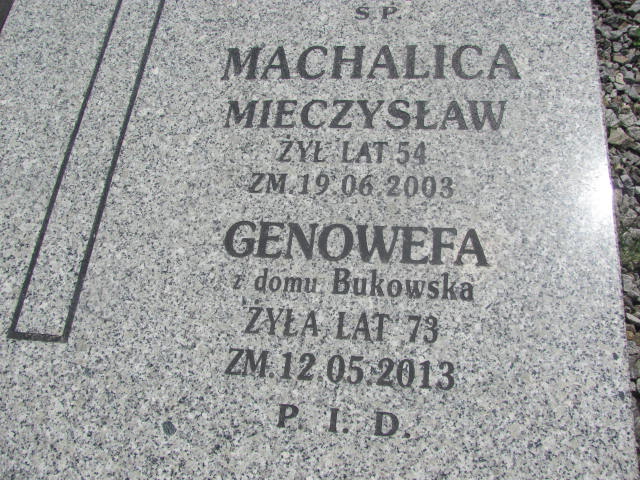 Ś.P.
MACHALICA
MIECZYSŁAW
ŻYŁ LAT 54
ZM. 19.06.2003
GENOWEFA
z domu Bukowska
ŻYŁA LAT 73
ZM. 12.05.2013
P. I. D.